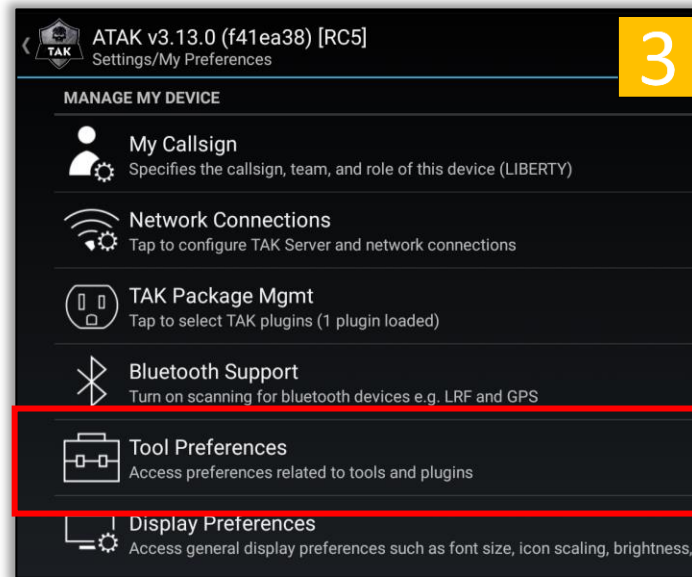 ATAK v3.13.0 (f41ea38) [RC5]
Settings/My Preferences
3
TAK
MANAGE MY DEVICE
My Callsign
Specifies the callsign, team, and role of this device (LIBERTY)
Network Connections
Tap to configure TAK Server and network connections
TAK Package Mgmt
Tap to select TAK plugins (1 plugin loaded)
Bluetooth Support
Turn on scanning for bluetooth devices e.g. LRF and GPS
Tool Preferences
Access preferences related to tools and plugins
Display Preferences
Access general display preferences such as font size, icon scaling, brightness,